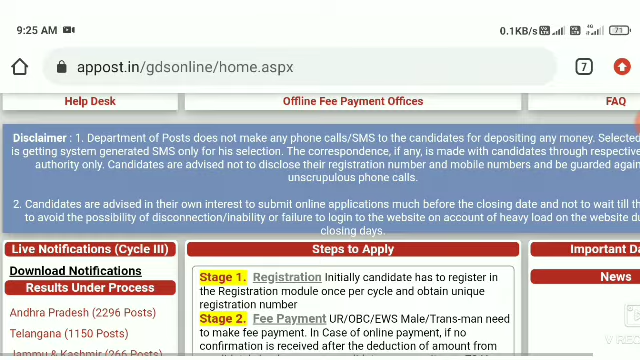 9:25 AM
0.1KB/s
4G
73
appost.in/gdsonline/home.aspx
7
Help Desk
Offline Fee Payment Offices
FAQ
Disclaimer : 1. Department of Posts does not make any phone calls/SMS to the candidates for depositing any money. Selected
is getting system generated SMS only for his selection. The correspondence, if any, is made with candidates through respective
authority only. Candidates are advised not to disclose their registration number and mobile numbers and be guarded again
unscrupulous phone calls.
2. Candidates are advised in their own interest to submit online applications much before the closing date and not to wait till th
to avoid the possibility of disconnection/inability or failure to login to the website on account of heavy load on the website du
closing days.
Live Notifications (Cycle III)
Steps to Apply
Important Da
Download Notifications
Results Under Process
News
Stage 1. Registration Initially candidate has to register in
the Registration module once per cycle and obtain unique
registration number
Andhra Pradesh (2296 Posts)
Stage 2. Fee Payment UR/OBC/EWS Male/Trans-man need
to make fee payment. In Case of online payment, if no
confirmation is received after the deduction of amount from
Telangana (1150 Posts)
Jammu & Kashmir (266 Posts)